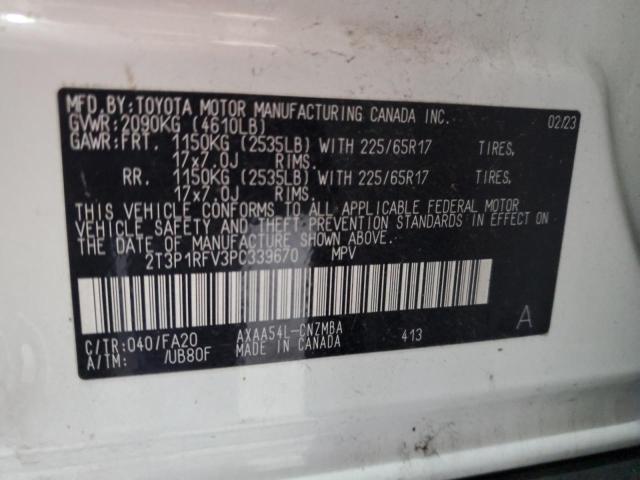 MFD.BY:TOYOTA MOTOR MANUFACTURING CANADA INC. 02/23
GVWR:2090KG (4610LB)
GAWR:FRT. 1150KG (2535LB) WITH 225/65R17 TIRES,
17x7.0J RIMS.
RR. 1150KG (2535LB) WITH 225/65R17 TIRES,
17x7.0J RIMS.
THIS VEHICLE CONFORMS TO ALL APPLICABLE FEDERAL MOTOR
VEHICLE SAFETY AND THEFT PREVENTION STANDARDS IN EFFECT ON
THE DATE OF MANUFACTURE SHOWN ABOVE.
2T3P1RFV3PC339670 MPV
C/TR:040/FA20 AXAA54L-CNZMBA 413 A
A/TM: /UB80F MADE IN CANADA